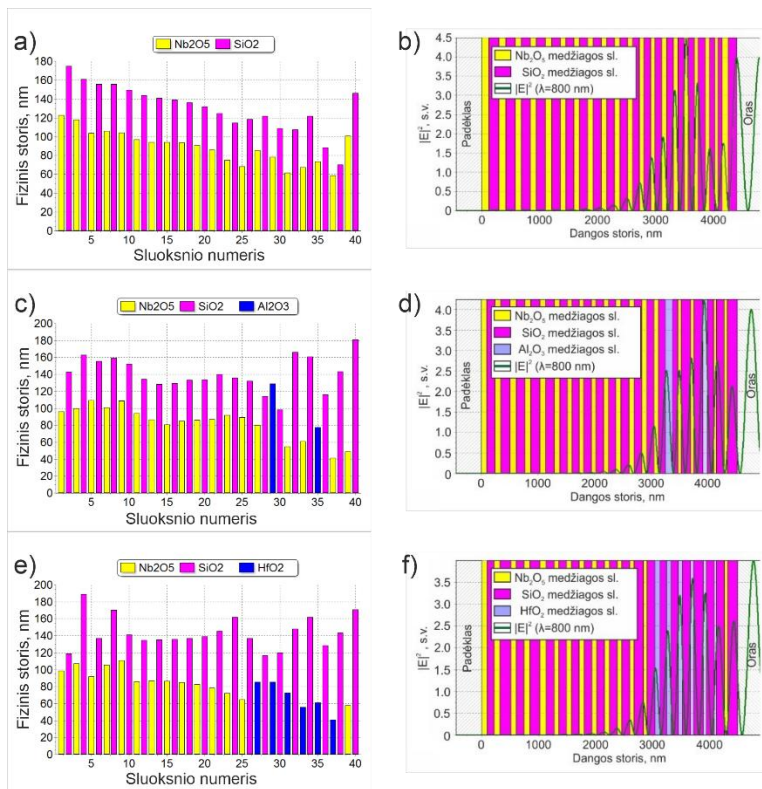 a)
Nb2O5 SiO2
Fizinis storis, nm
180
160
140
120
100
80
60
40
20
0
5 10 15 20 25 30 35 40
Sluoksnio numeris
b)
Nb₂O₅ medžiagos sl.
SiO₂ medžiagos sl.
|E|² (λ=800 nm)
|E|², s.v.
4.5
4.0
3.5
3.0
2.5
2.0
1.5
1.0
0.5
0
Padėklas
Oras
0 1000 2000 3000 4000
Dangos storis, nm
c)
Nb2O5 SiO2 Al2O3
Fizinis storis, nm
200
180
160
140
120
100
80
60
40
20
0
5 10 15 20 25 30 35 40
Sluoksnio numeris
d)
Nb₂O₅ medžiagos sl.
SiO₂ medžiagos sl.
Al₂O₃ medžiagos sl.
|E|² (λ=800 nm)
|E|², s.v.
4.0
3.5
3.0
2.5
2.0
1.5
1.0
0.5
0
Padėklas
Oras
0 1000 2000 3000 4000
Dangos storis, nm
e)
Nb2O5 SiO2 HfO2
Fizinis storis, nm
200
180
160
140
120
100
80
60
40
20
0
5 10 15 20 25 30 35 40
Sluoksnio numeris
f)
Nb₂O₅ medžiagos sl.
SiO₂ medžiagos sl.
HfO₂ medžiagos sl.
|E|² (λ=800 nm)
|E|², s.v.
3.5
3.0
2.5
2.0
1.5
1.0
0.5
0
Padėklas
Oras
0 1000 2000 3000 4000
Dangos storis, nm